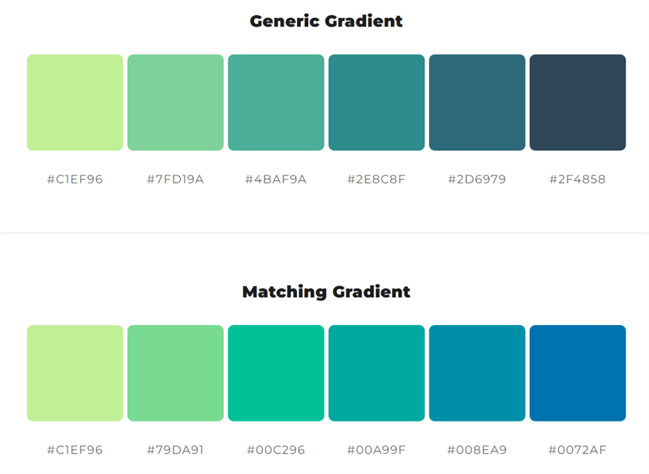 Generic Gradient
#C1EF96 #7FD19A #4BAF9A #2E8C8F #2D6979 #2F4858
Matching Gradient
#C1EF96 #79DA91 #00C296 #00A99F #008EA9 #0072AF